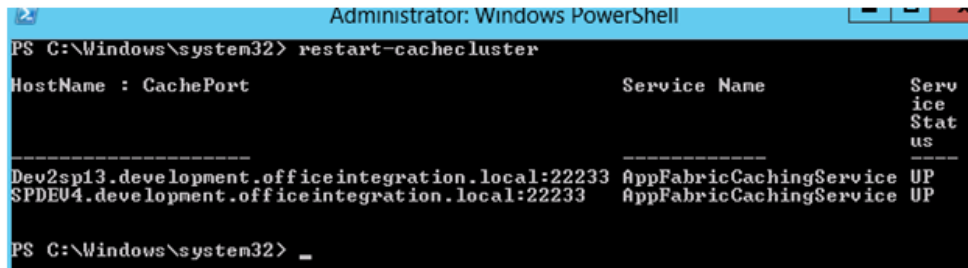 Administrator: Windows PowerShell
PS C:\Windows\system32> restart-cachecluster
HostName : CachePort Service Name Serv
ice
Stat
us
-------------------- ------------ ----
Dev2sp13.development.officeintegration.local:22233 AppFabricCachingService UP
SPDEV4.development.officeintegration.local:22233 AppFabricCachingService UP
PS C:\Windows\system32> _